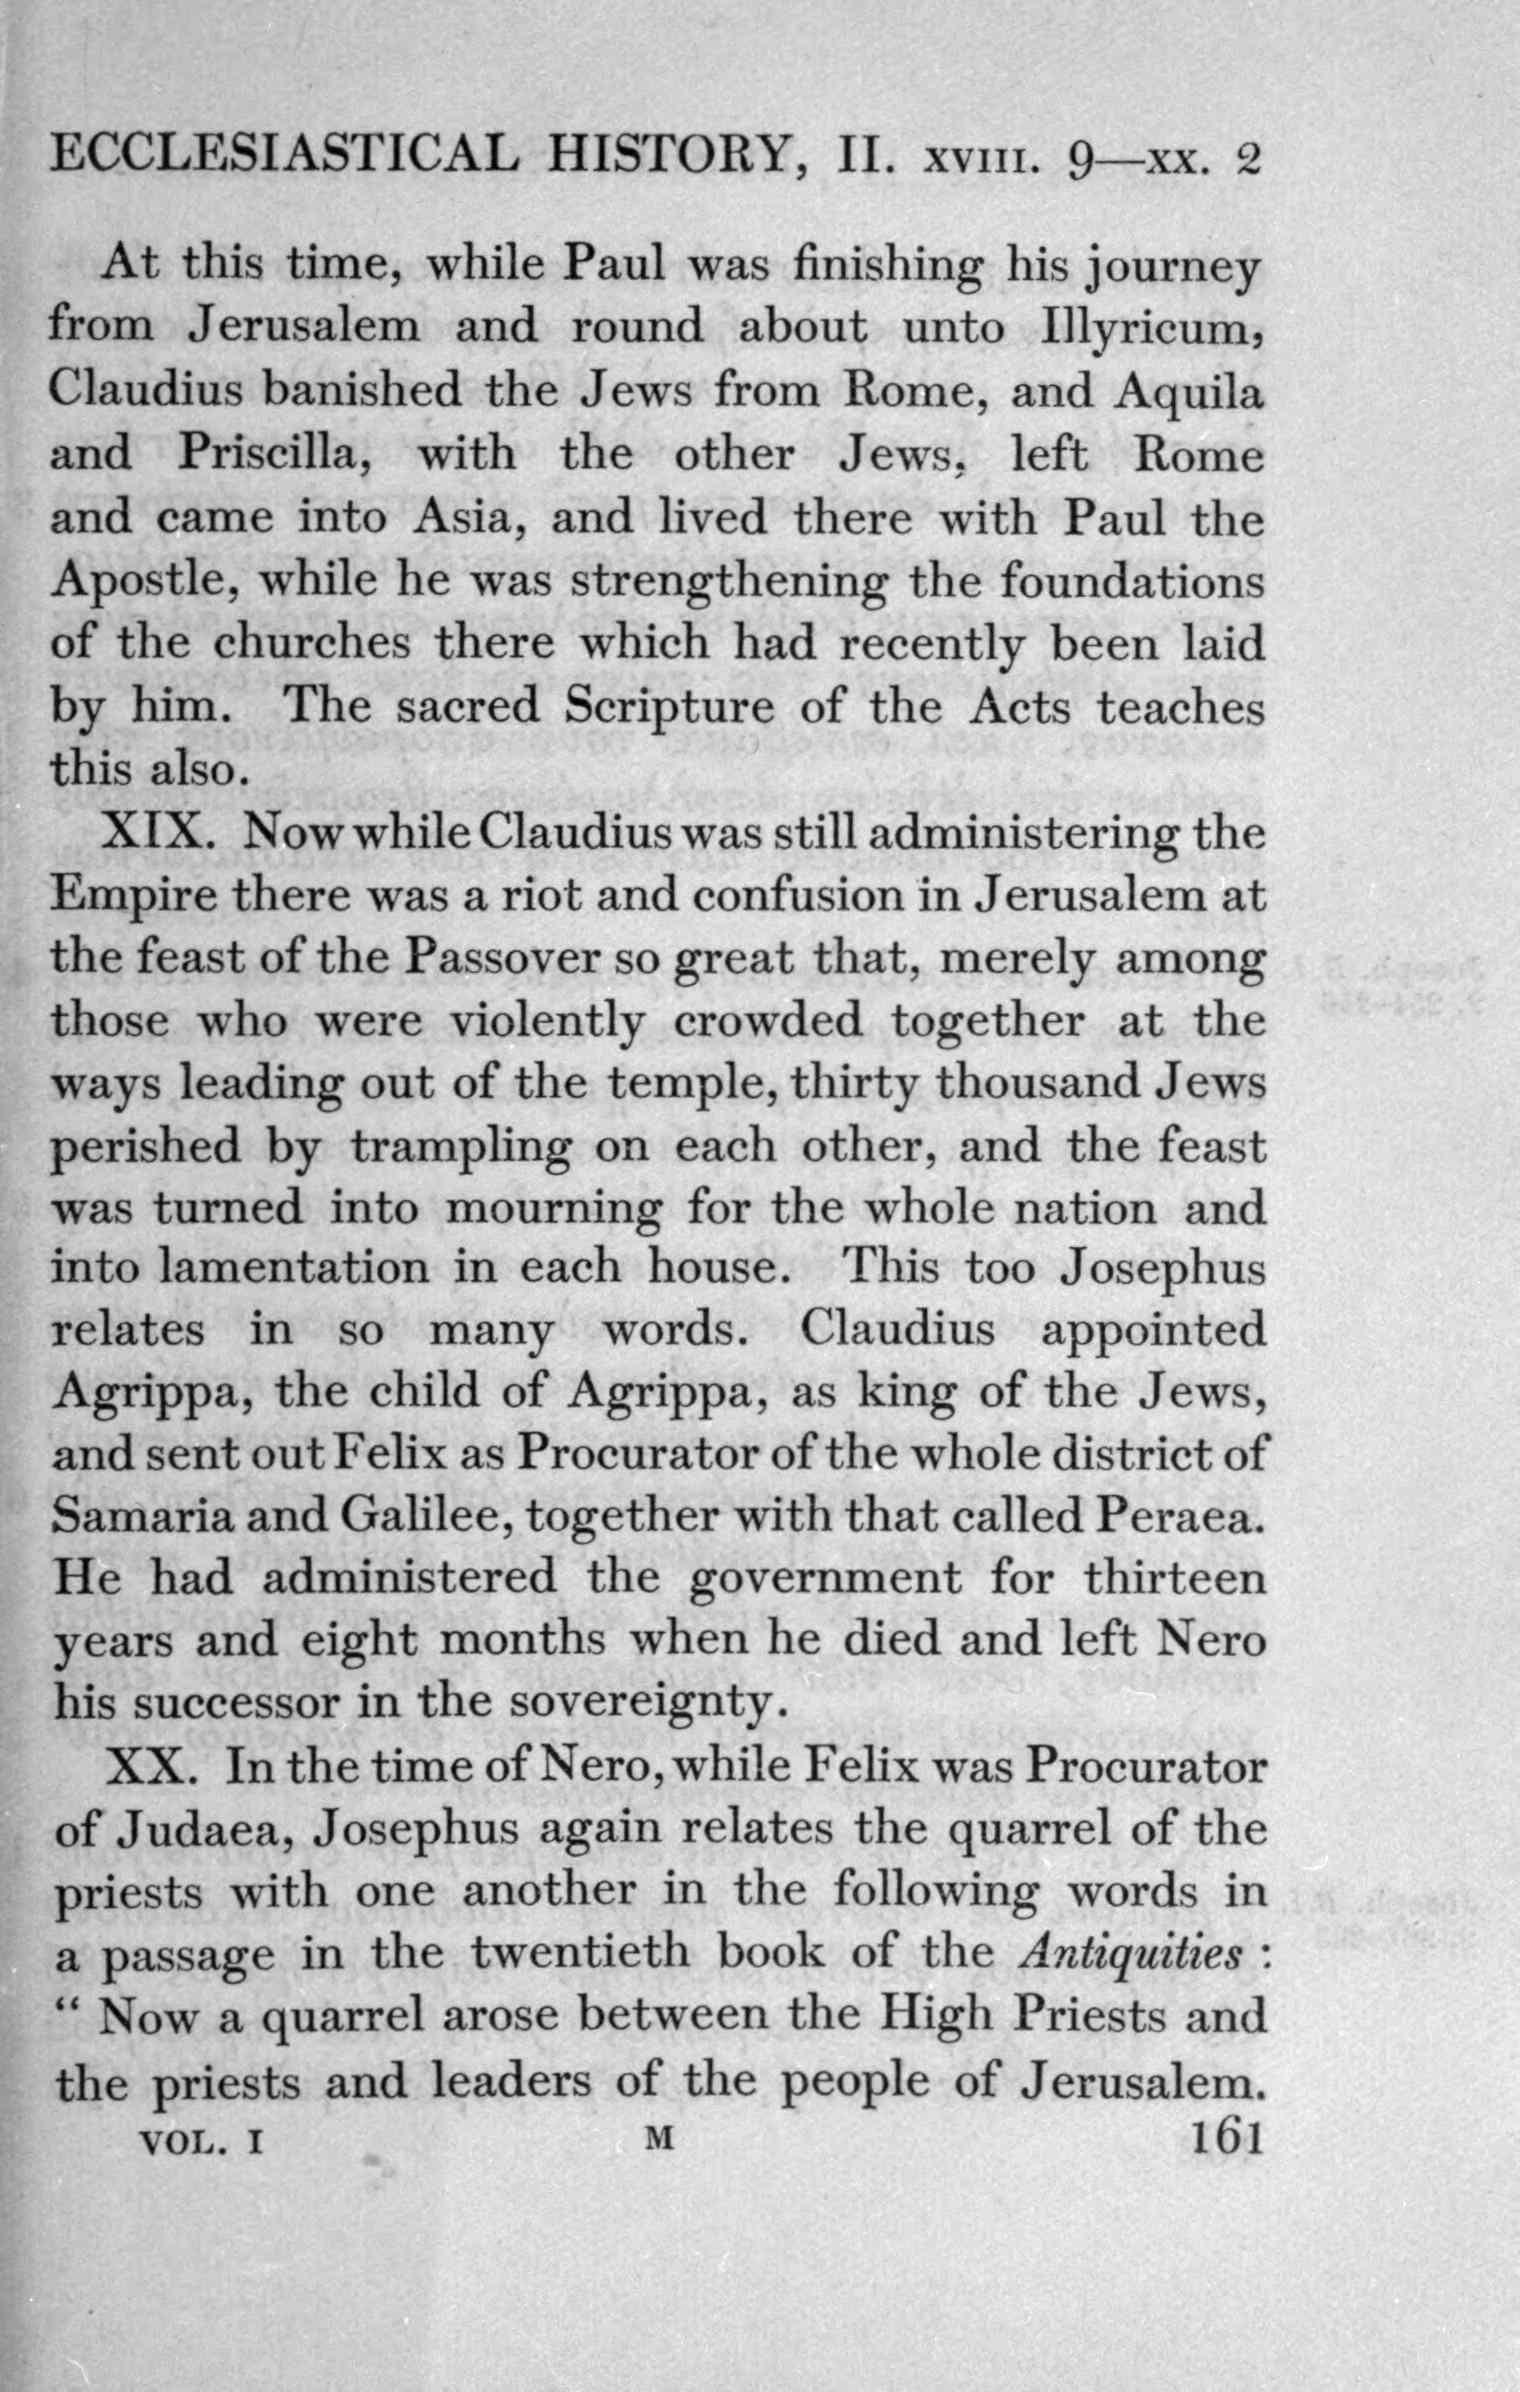 ECCLESIASTICAL HISTORY, II. XVIII. 9—XX. 2
At this time, while Paul was finishing his journey
from Jerusalem and round about unto Illyricum,
Claudius banished the Jews from Rome, and Aquila
and Priscilla, with the other Jews, left Rome
and came into Asia, and lived there with Paul the
Apostle, while he was strengthening the foundations
of the churches there which had recently been laid
by him. The sacred Scripture of the Acts teaches
this also.
XIX. Now while Claudius was still administering the
Empire there was a riot and confusion in Jerusalem at
the feast of the Passover so great that, merely among
those who were violently crowded together at the
ways leading out of the temple, thirty thousand Jews
perished by trampling on each other, and the feast
was turned into mourning for the whole nation and
into lamentation in each house. This too Josephus
relates in so many words. Claudius appointed
Agrippa, the child of Agrippa, as king of the Jews,
and sent out Felix as Procurator of the whole district of
Samaria and Galilee, together with that called Peraea.
He had administered the government for thirteen
years and eight months when he died and left Nero
his successor in the sovereignty.
XX. In the time of Nero, while Felix was Procurator
of Judaea, Josephus again relates the quarrel of the
priests with one another in the following words in
a passage in the twentieth book of the Antiquities :
“ Now a quarrel arose between the High Priests and
the priests and leaders of the people of Jerusalem.
VOL. I M 161